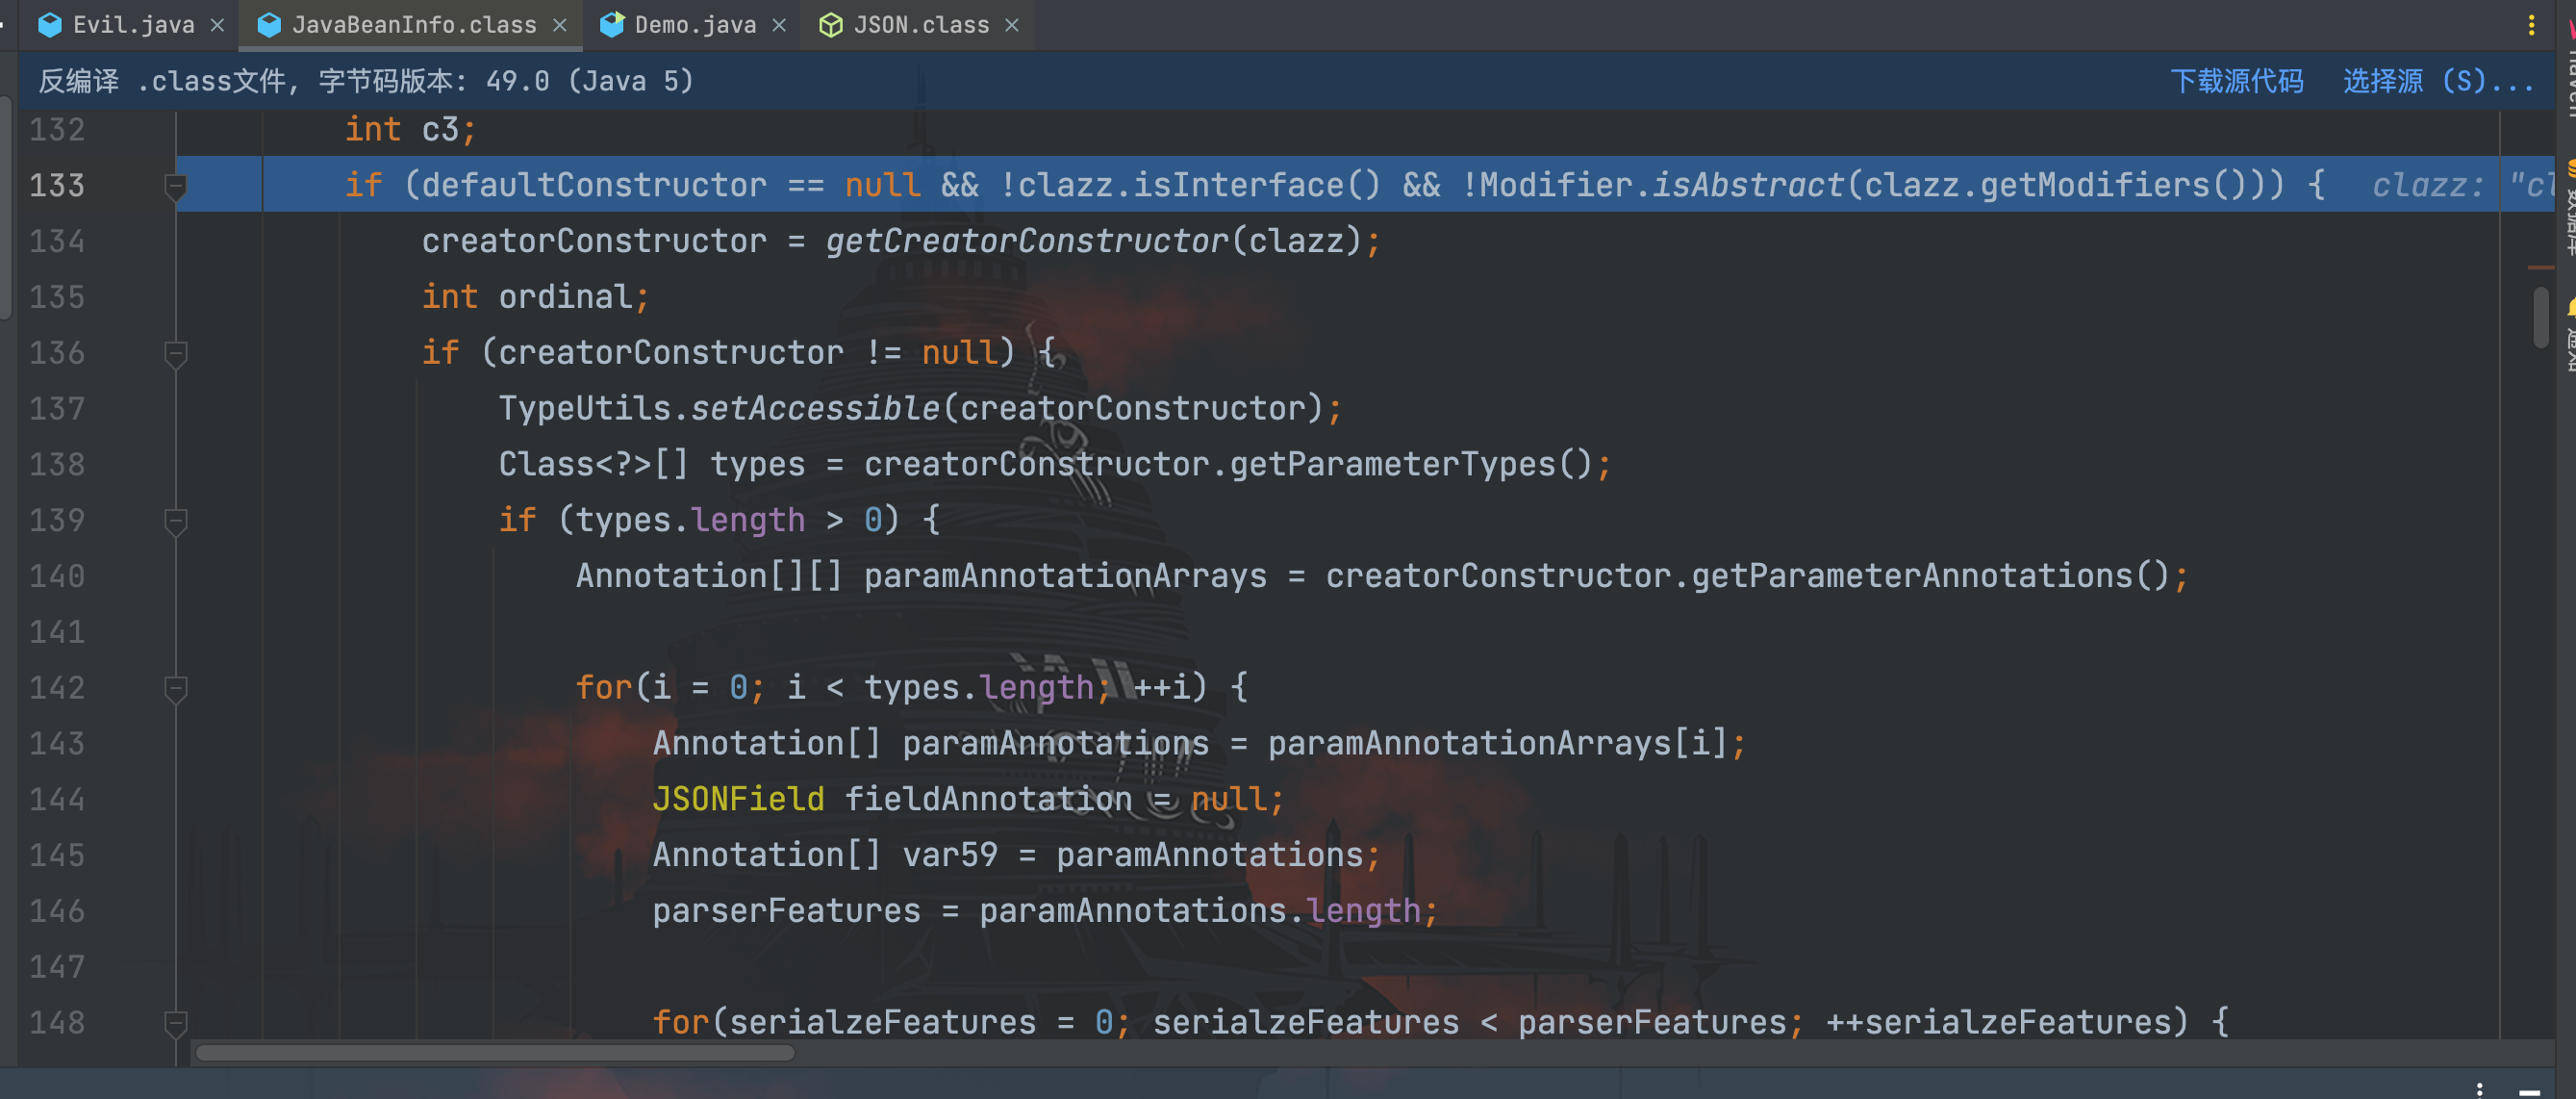 Evil.java JavaBeanInfo.class Demo.java JSON.class
反编译 .class文件, 字节码版本: 49.0 (Java 5) 下载源代码 选择源 (S)...
132 int c3;
133 if (defaultConstructor == null && !clazz.isInterface() && !Modifier.isAbstract(clazz.getModifiers())) { clazz: "cl
134 creatorConstructor = getCreatorConstructor(clazz);
135 int ordinal;
136 if (creatorConstructor != null) {
137 TypeUtils.setAccessible(creatorConstructor);
138 Class<?>[] types = creatorConstructor.getParameterTypes();
139 if (types.length > 0) {
140 Annotation[][] paramAnnotationArrays = creatorConstructor.getParameterAnnotations();
141
142 for(i = 0; i < types.length; ++i) {
143 Annotation[] paramAnnotations = paramAnnotationArrays[i];
144 JSONField fieldAnnotation = null;
145 Annotation[] var59 = paramAnnotations;
146 parserFeatures = paramAnnotations.length;
147
148 for(serialzeFeatures = 0; serialzeFeatures < parserFeatures; ++serialzeFeatures) {
数据库